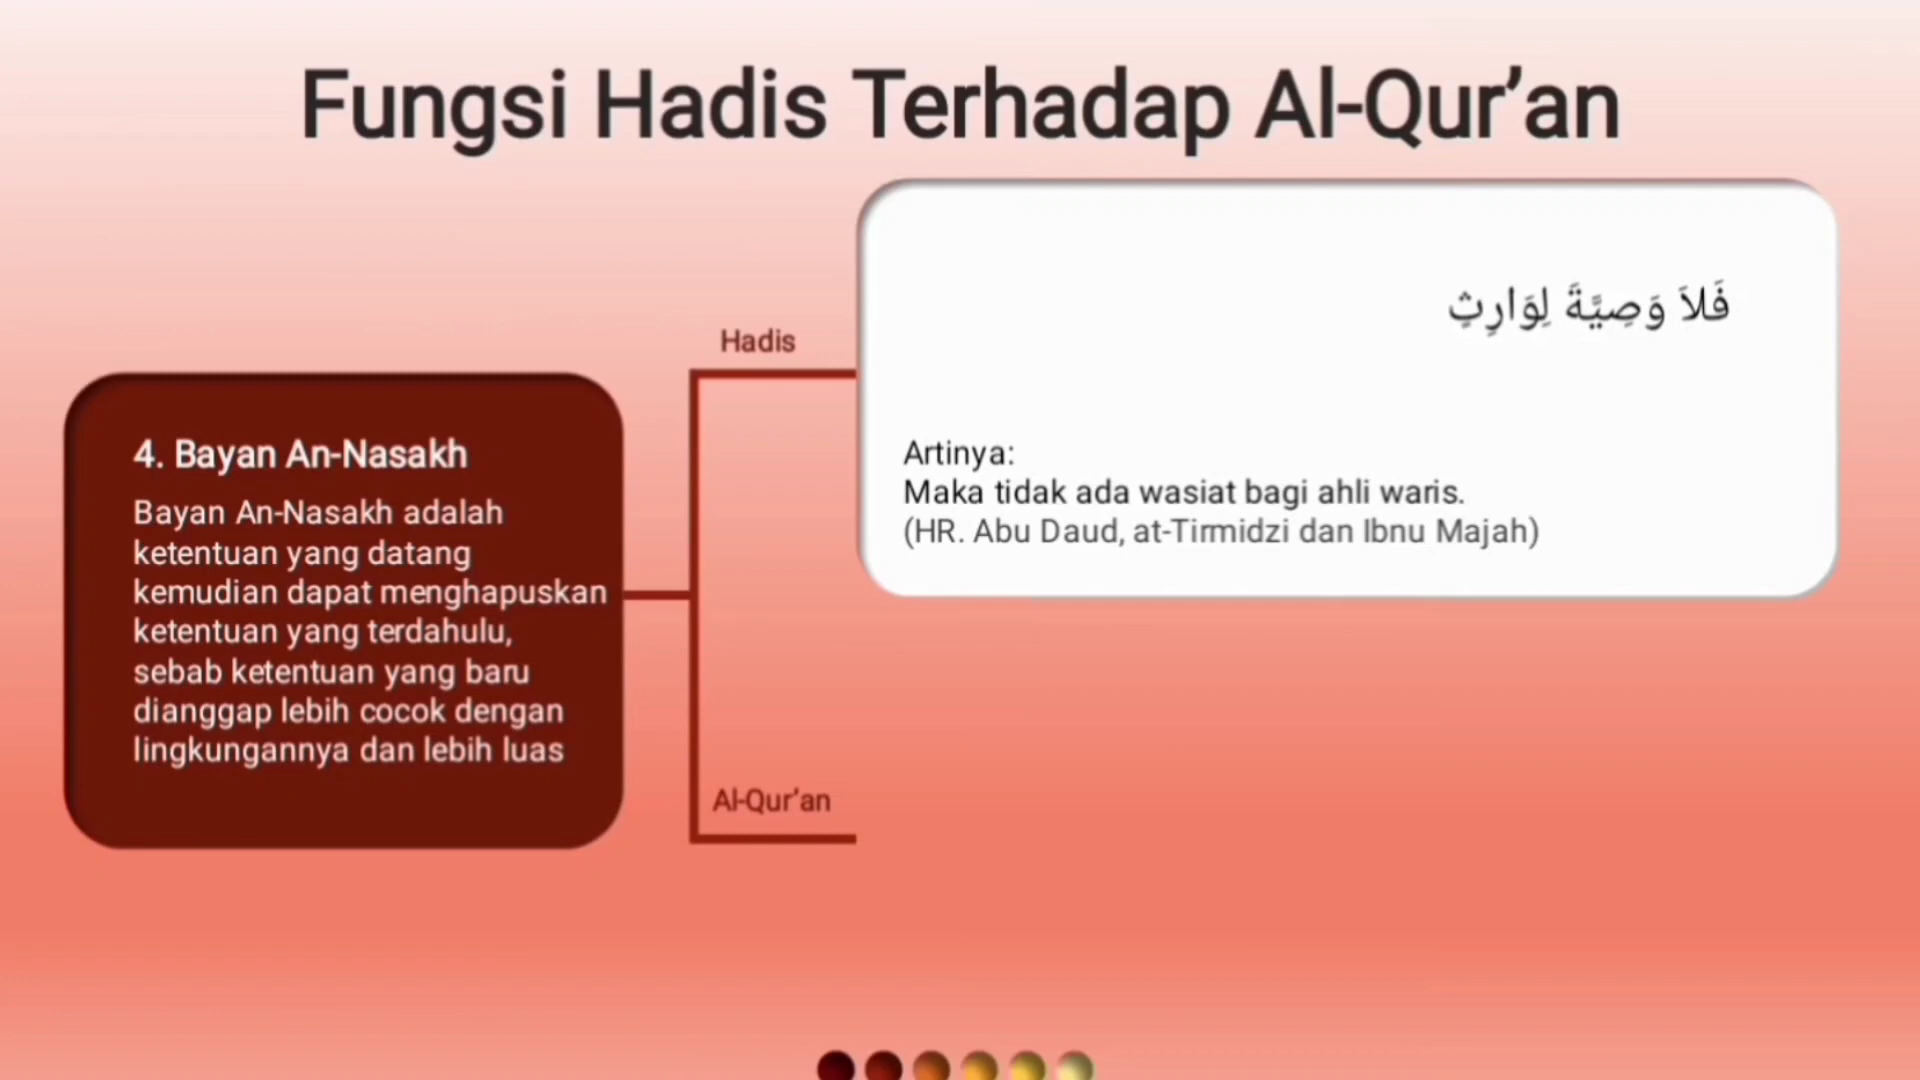 Fungsi Hadis Terhadap Al-Qur’an
4. Bayan An-Nasakh
Bayan An-Nasakh adalah
ketentuan yang datang
kemudian dapat menghapuskan
ketentuan yang terdahulu,
sebab ketentuan yang baru
dianggap lebih cocok dengan
lingkungannya dan lebih luas
Hadis
فَلاَ وَصِيَّةَ لِوَارِثٍ
Artinya:
Maka tidak ada wasiat bagi ahli waris.
(HR. Abu Daud, at-Tirmidzi dan Ibnu Majah)
Al-Qur’an